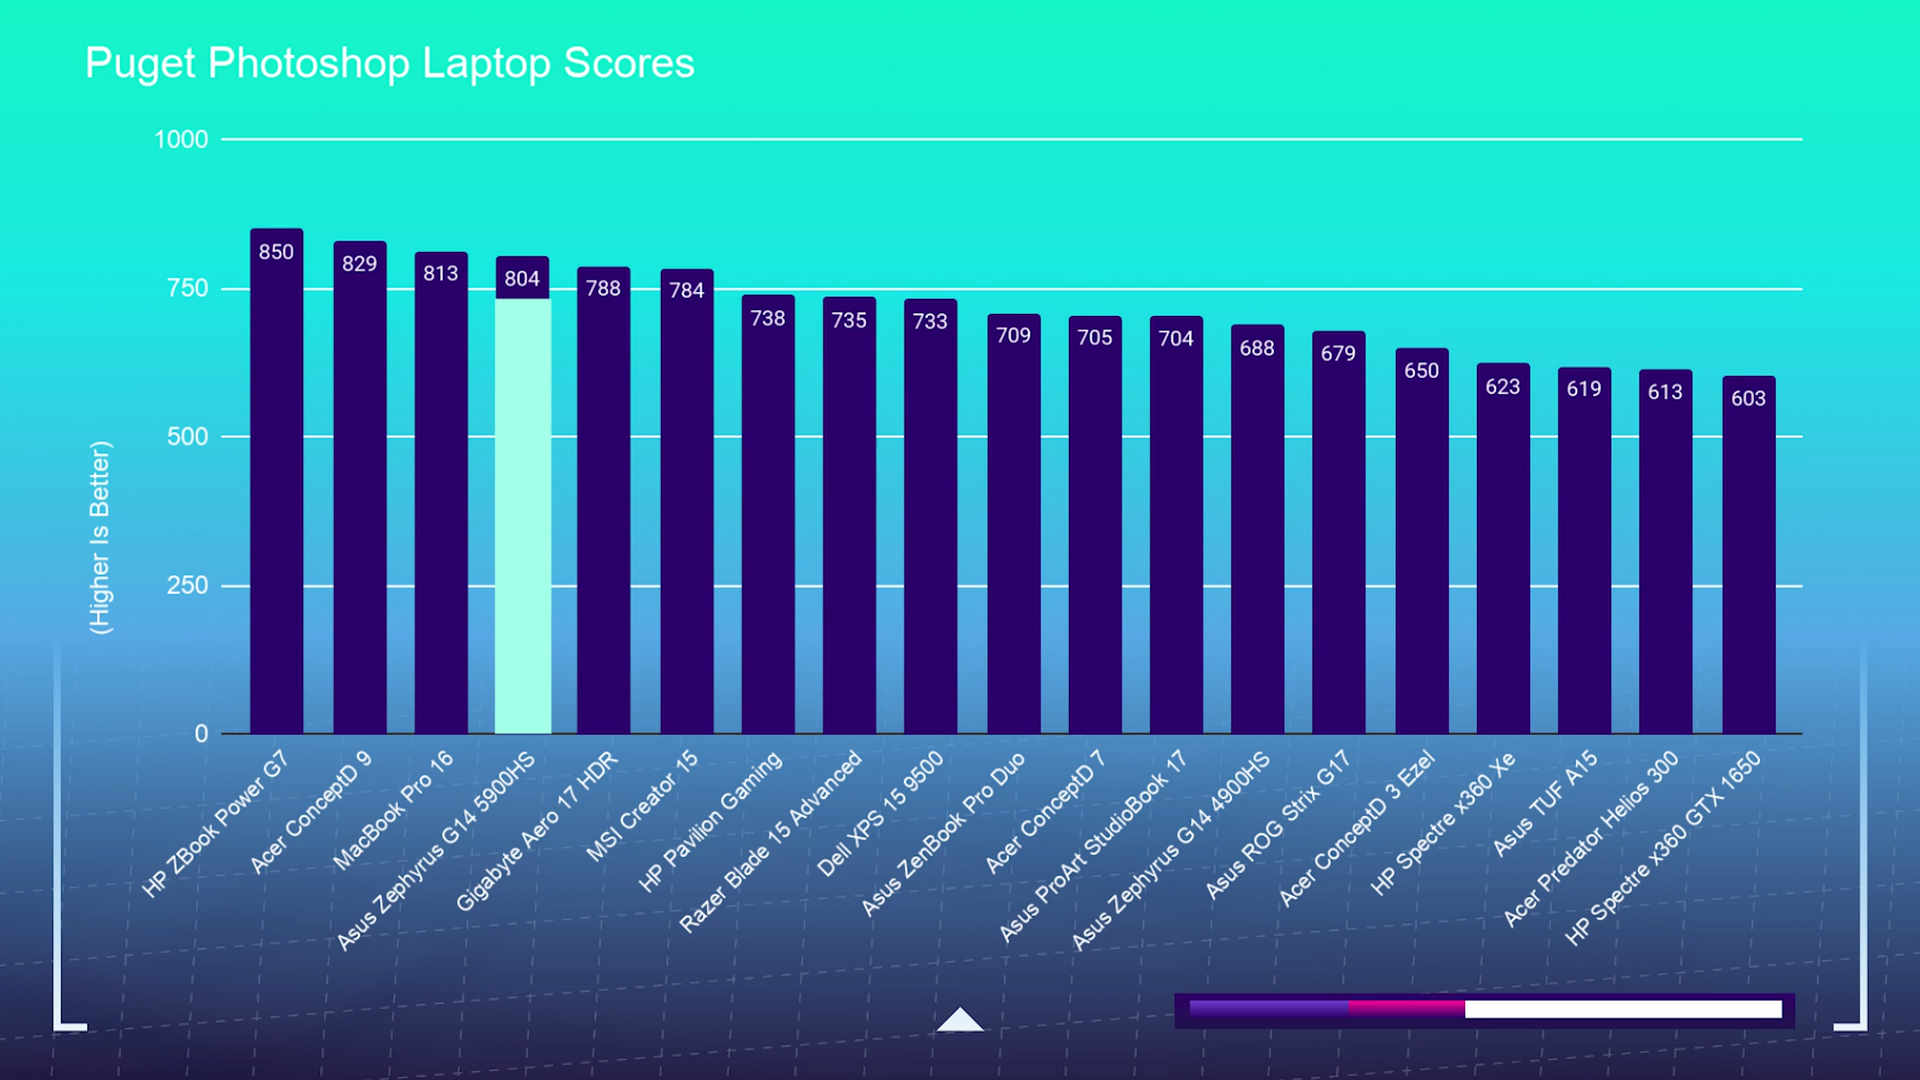 Puget Photoshop Laptop Scores
(Higher Is Better)
1000
750
500
250
0
850
829
813
804
788
784
738
735
733
709
705
704
688
679
650
623
619
613
603
HP ZBook Power G7
Acer ConceptD 9
MacBook Pro 16
Asus Zephyrus G14 5900HS
Gigabyte Aero 17 HDR
MSI Creator 15
HP Pavilion Gaming
Razer Blade 15 Advanced
Dell XPS 15 9500
Asus ZenBook Pro Duo
Acer ConceptD 7
Asus ProArt StudioBook 17
Asus Zephyrus G14 4900HS
Asus ROG Strix G17
Acer ConceptD 3 Ezel
HP Spectre x360 Xe
Asus TUF A15
Acer Predator Helios 300
HP Spectre x360 GTX 1650